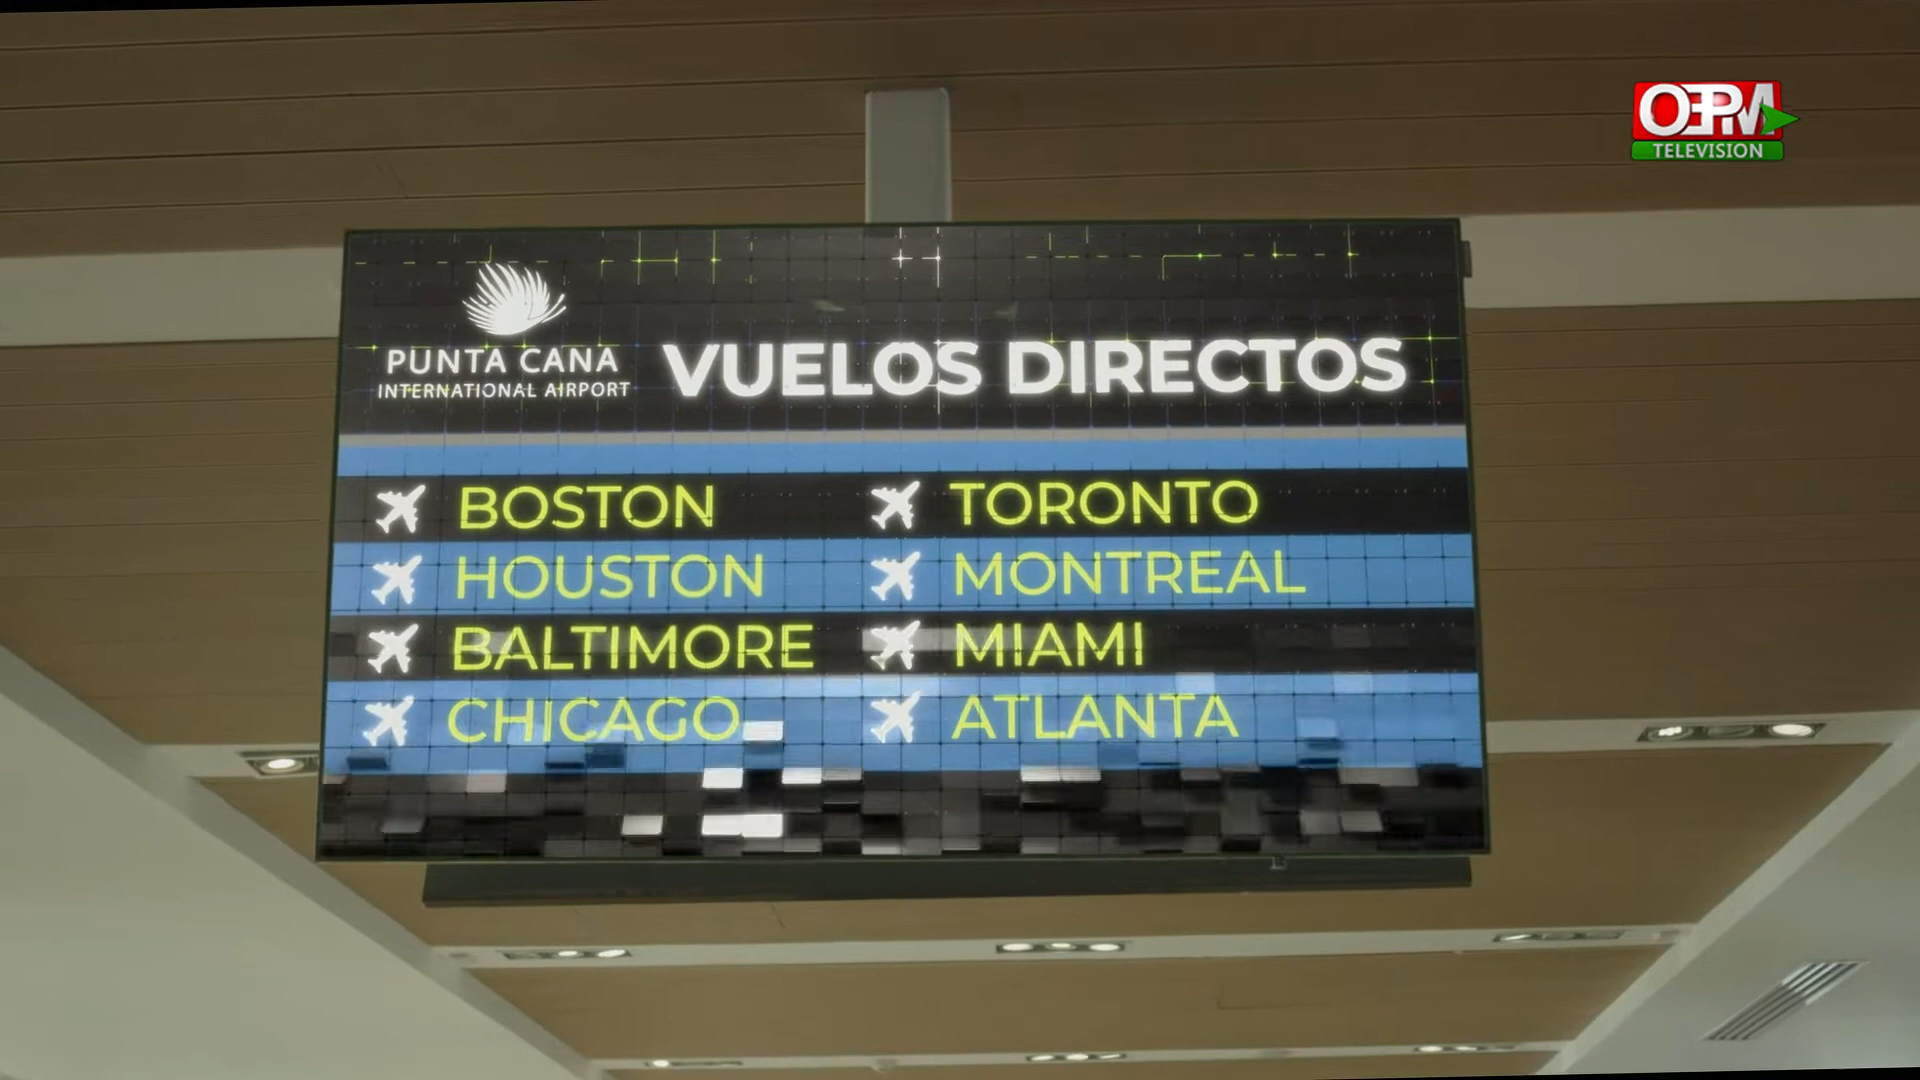 OEPM
TELEVISION
PUNTA CANA
INTERNATIONAL AIRPORT
VUELOS DIRECTOS
BOSTON
TORONTO
HOUSTON
MONTREAL
BALTIMORE
MIAMI
CHICAGO
ATLANTA